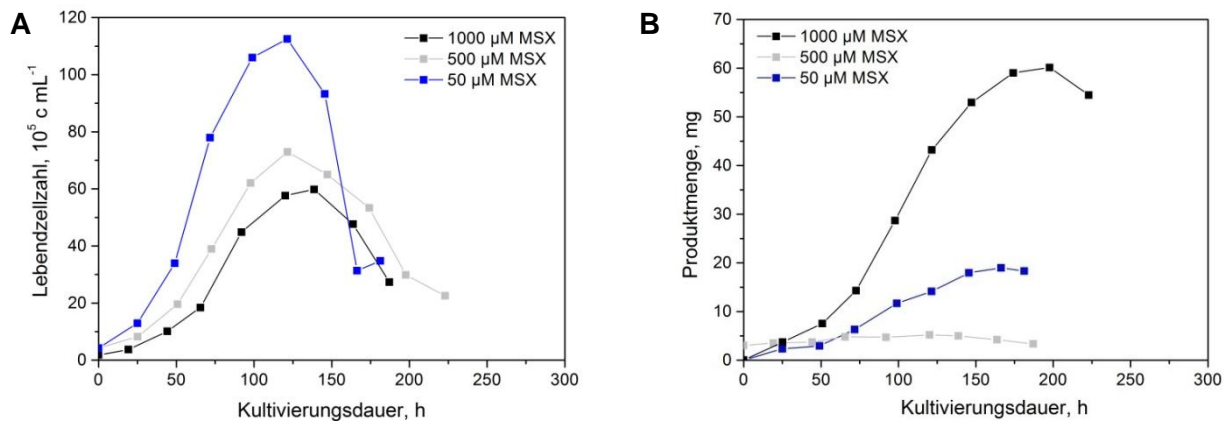 A
120
100
80
60
40
20
0
Lebendzellzahl, 10⁵ c mL⁻¹
1000 µM MSX
500 µM MSX
50 µM MSX
0 50 100 150 200 250 300
Kultivierungsdauer, h
B
70
60
50
40
30
20
10
0
Produktmenge, mg
1000 µM MSX
500 µM MSX
50 µM MSX
0 50 100 150 200 250 300
Kultivierungsdauer, h